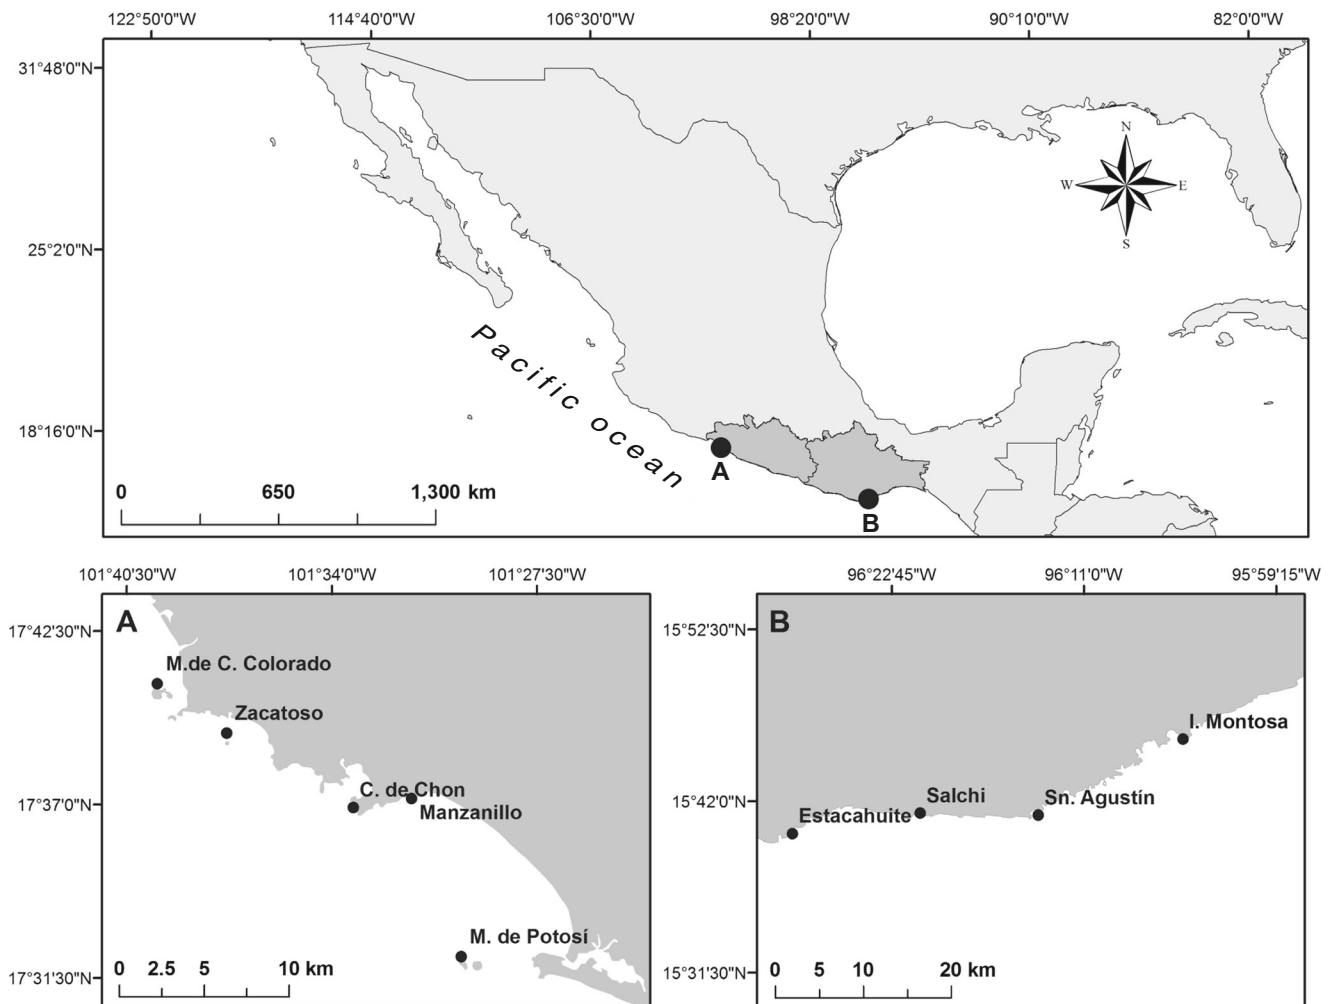 122°50'0"W 114°40'0"W 106°30'0"W 98°20'0"W 90°10'0"W 82°0'0"W
31°48'0"N
N
W E
S
25°2'0"N
Pacific ocean
18°16'0"N
A
B
0 650 1,300 km
101°40'30"W 101°34'0"W 101°27'30"W
A
17°42'30"N
M.de C. Colorado
Zacatoso
C. de Chon
17°37'0"N
Manzanillo
M. de Potosí
0 2.5 5 10 km
17°31'30"N
96°22'45"W 96°11'0"W 95°59'15"W
B
15°52'30"N
I. Montosa
Salchi
Sn. Agustín
15°42'0"N
Estacahuite
0 5 10 20 km
15°31'30"N